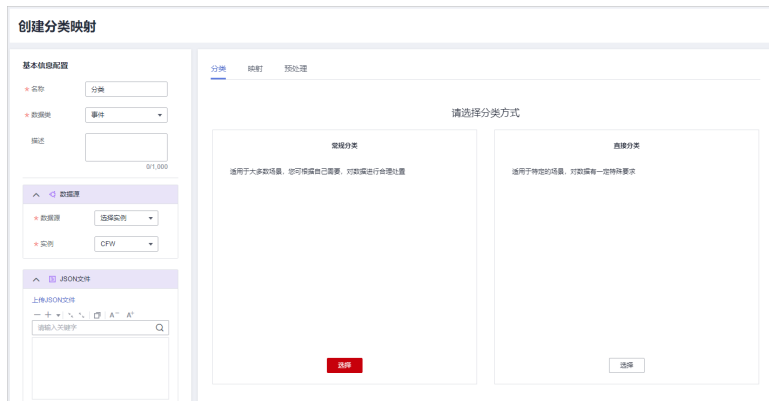 创建分类映射
基本信息配置
* 名称 分类
* 数据类 事件
描述
0/1,000
数据源
* 数据源 选择实例
* 实例 CFW
JSON文件
上传JSON文件
A⁻ A⁺
请输入关键字
分类 映射 预处理
请选择分类方式
常规分类
适用于大多数场景，您可根据自己需要，对数据进行合理处置
选择
直接分类
适用于特定的场景，对数据有一定特殊要求
选择